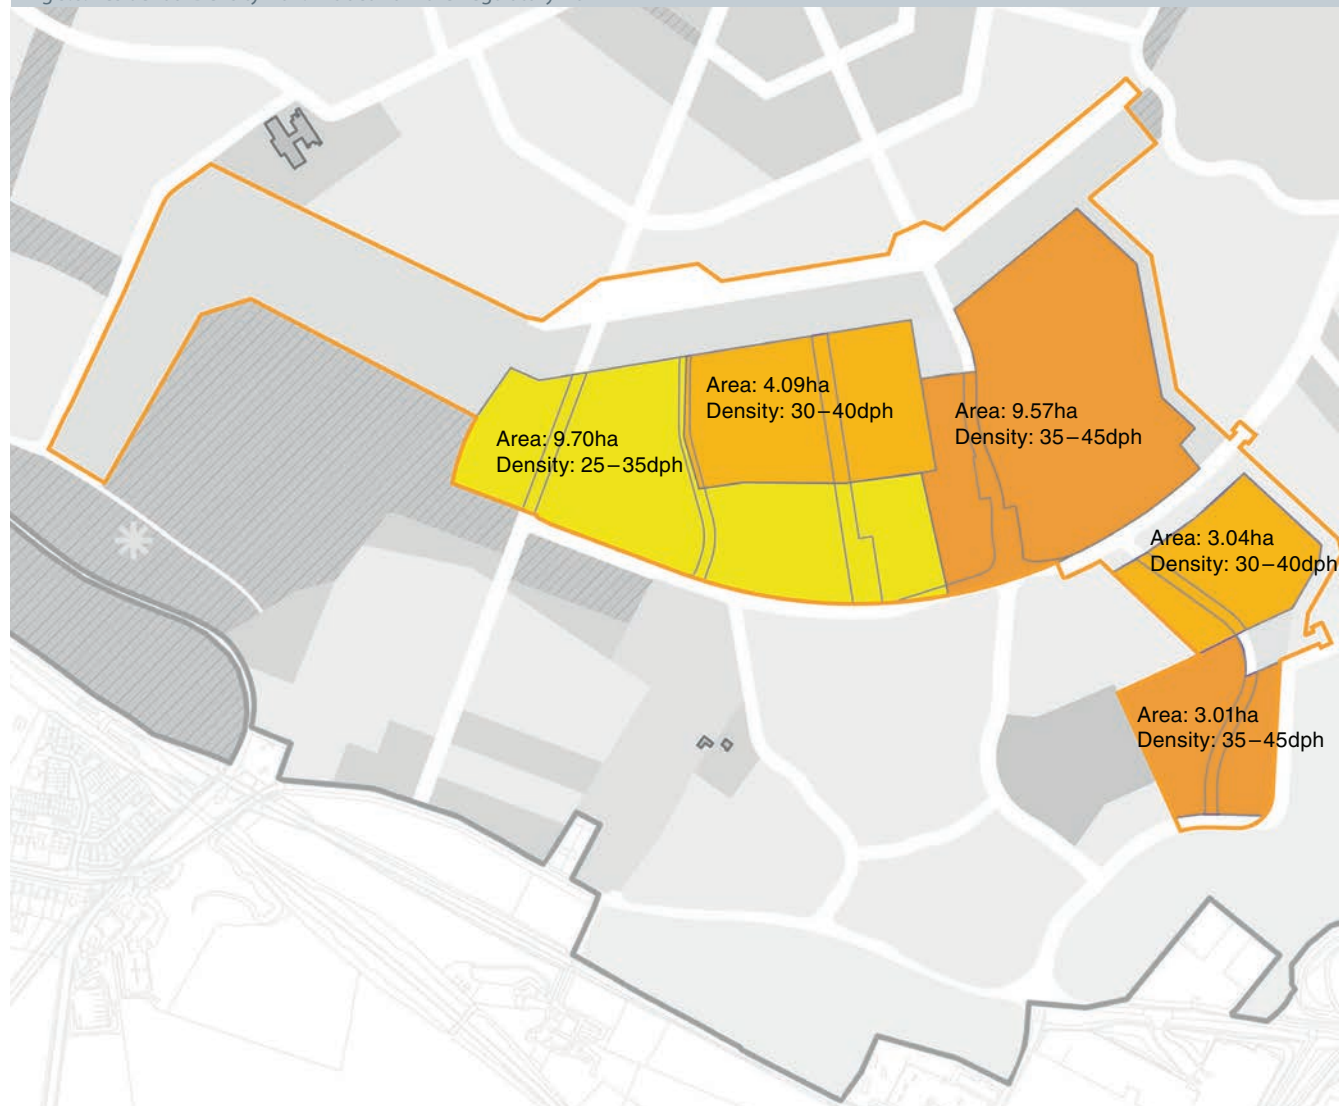 Area: 4.09ha
Density: 30–40dph
Area: 9.57ha
Density: 35–45dph
Area: 9.70ha
Density: 25–35dph
Area: 3.04ha
Density: 30–40dph
Area: 3.01ha
Density: 35–45dph